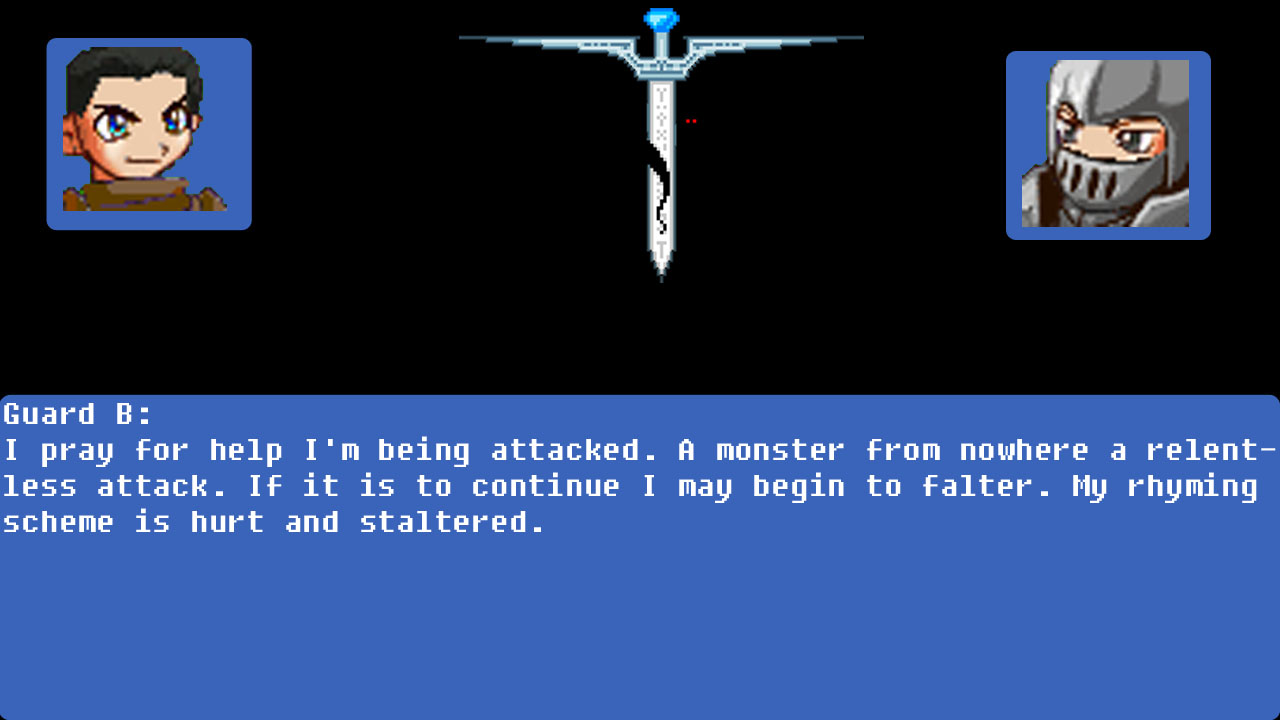 Guard B:
I pray for help I'm being attacked. A monster from nowhere a relent-
less attack. If it is to continue I may begin to falter. My rhyming
scheme is hurt and staltered.